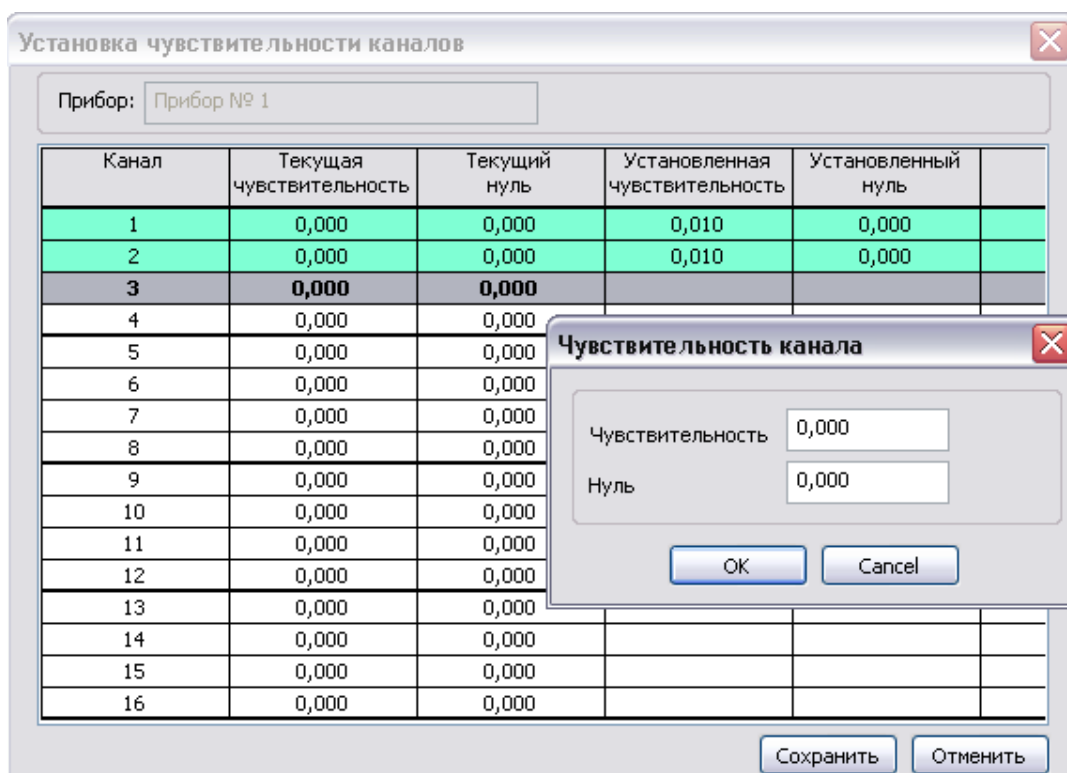 Установка чувствительности каналов
Прибор: Прибор № 1
Канал Текущая чувствительность Текущий нуль Установленная чувствительность Установленный нуль
1 0,000 0,000 0,010 0,000
2 0,000 0,000 0,010 0,000
3 0,000 0,000
4 0,000 0,000
5 0,000 0,000
6 0,000 0,000
7 0,000 0,000
8 0,000 0,000
9 0,000 0,000
10 0,000 0,000
11 0,000 0,000
12 0,000 0,000
13 0,000 0,000
14 0,000 0,000
15 0,000 0,000
16 0,000 0,000
Чувствительность канала
Чувствительность 0,000
Нуль 0,000
OK Cancel
Сохранить Отменить